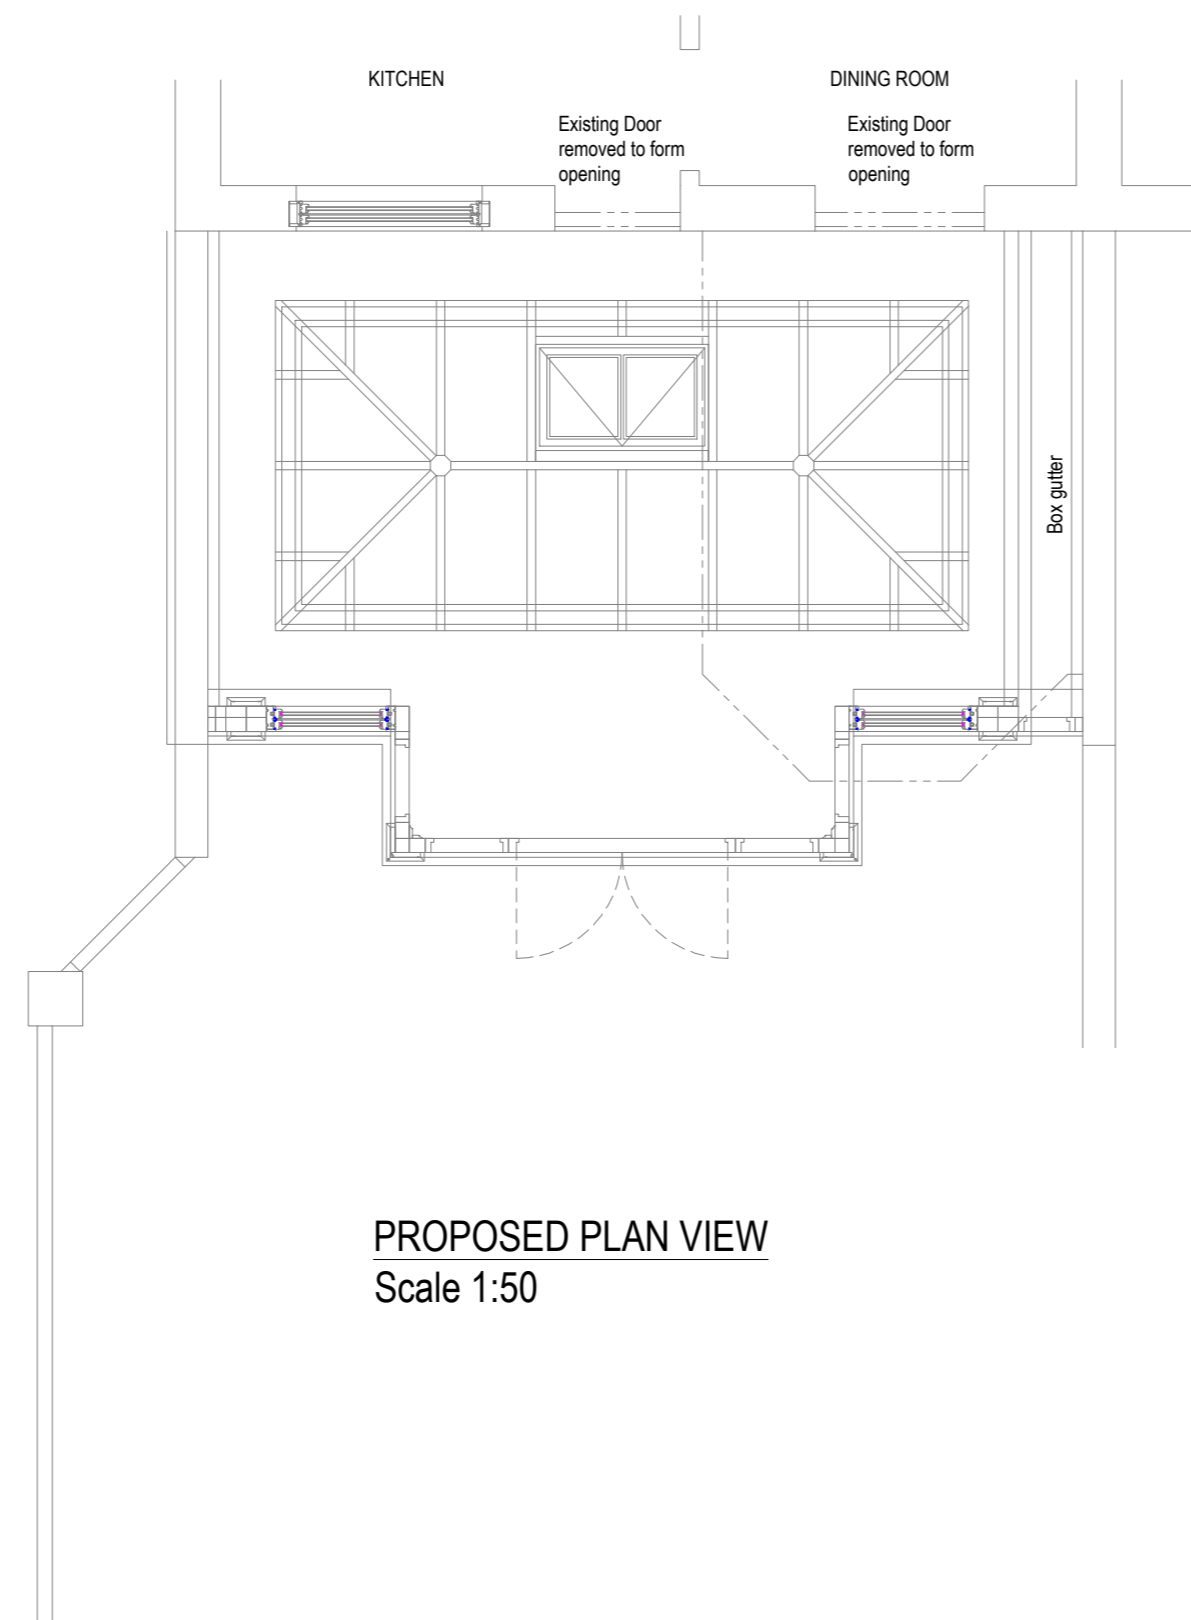 KITCHEN
DINING ROOM
Existing Door
removed to form
opening
Existing Door
removed to form
opening
Box gutter
PROPOSED PLAN VIEW
Scale 1:50